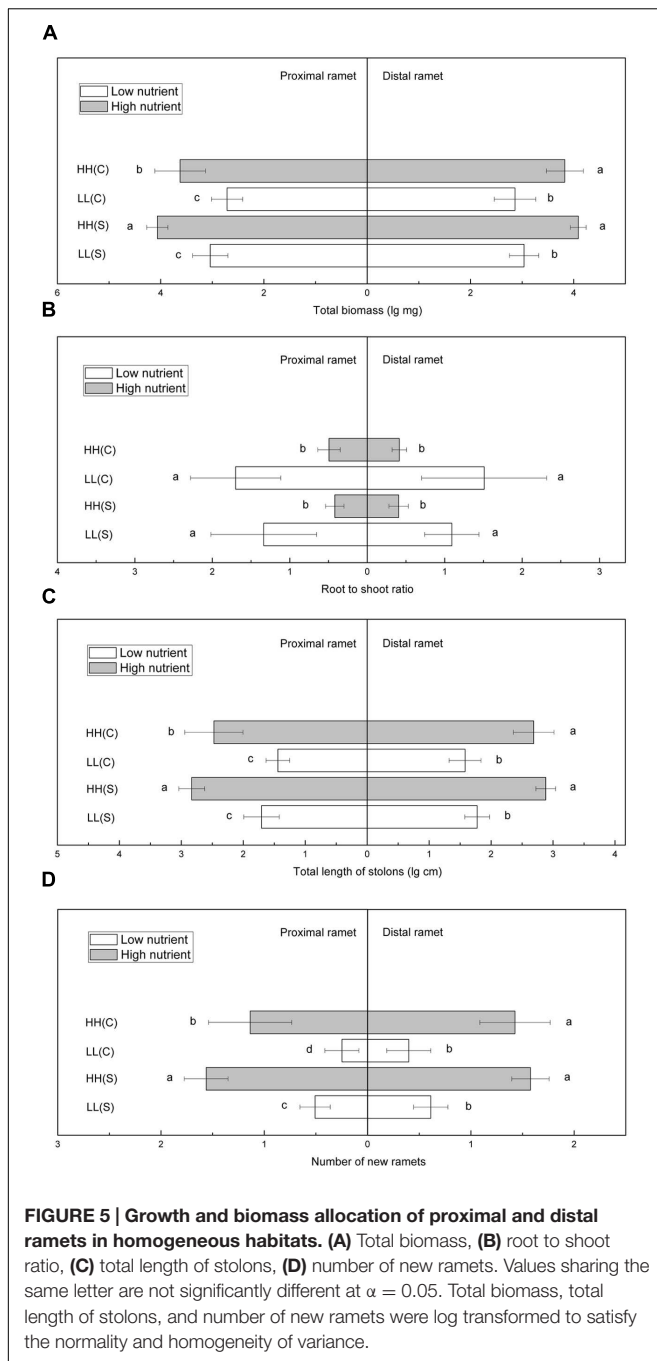 A
Low nutrient
High nutrient
Proximal ramet
Distal ramet
HH(C)
b
a
LL(C)
c
b
HH(S)
a
a
LL(S)
c
b
6
4
2
0
2
4
Total biomass (lg mg)
B
Low nutrient
High nutrient
Proximal ramet
Distal ramet
HH(C)
b
b
LL(C)
a
a
HH(S)
b
b
LL(S)
a
a
4
3
2
1
0
1
2
3
Root to shoot ratio
C
Low nutrient
High nutrient
Proximal ramet
Distal ramet
HH(C)
b
a
LL(C)
c
b
HH(S)
a
a
LL(S)
c
b
5
4
3
2
1
0
1
2
3
4
Total length of stolons (lg cm)
D
Low nutrient
High nutrient
Proximal ramet
Distal ramet
HH(C)
b
a
LL(C)
d
b
HH(S)
a
a
LL(S)
c
b
3
2
1
0
1
2
Number of new ramets
FIGURE 5 | Growth and biomass allocation of proximal and distal
ramets in homogeneous habitats. (A) Total biomass, (B) root to shoot
ratio, (C) total length of stolons, (D) number of new ramets. Values sharing the
same letter are not significantly different at α = 0.05. Total biomass, total
length of stolons, and number of new ramets were log transformed to satisfy
the normality and homogeneity of variance.